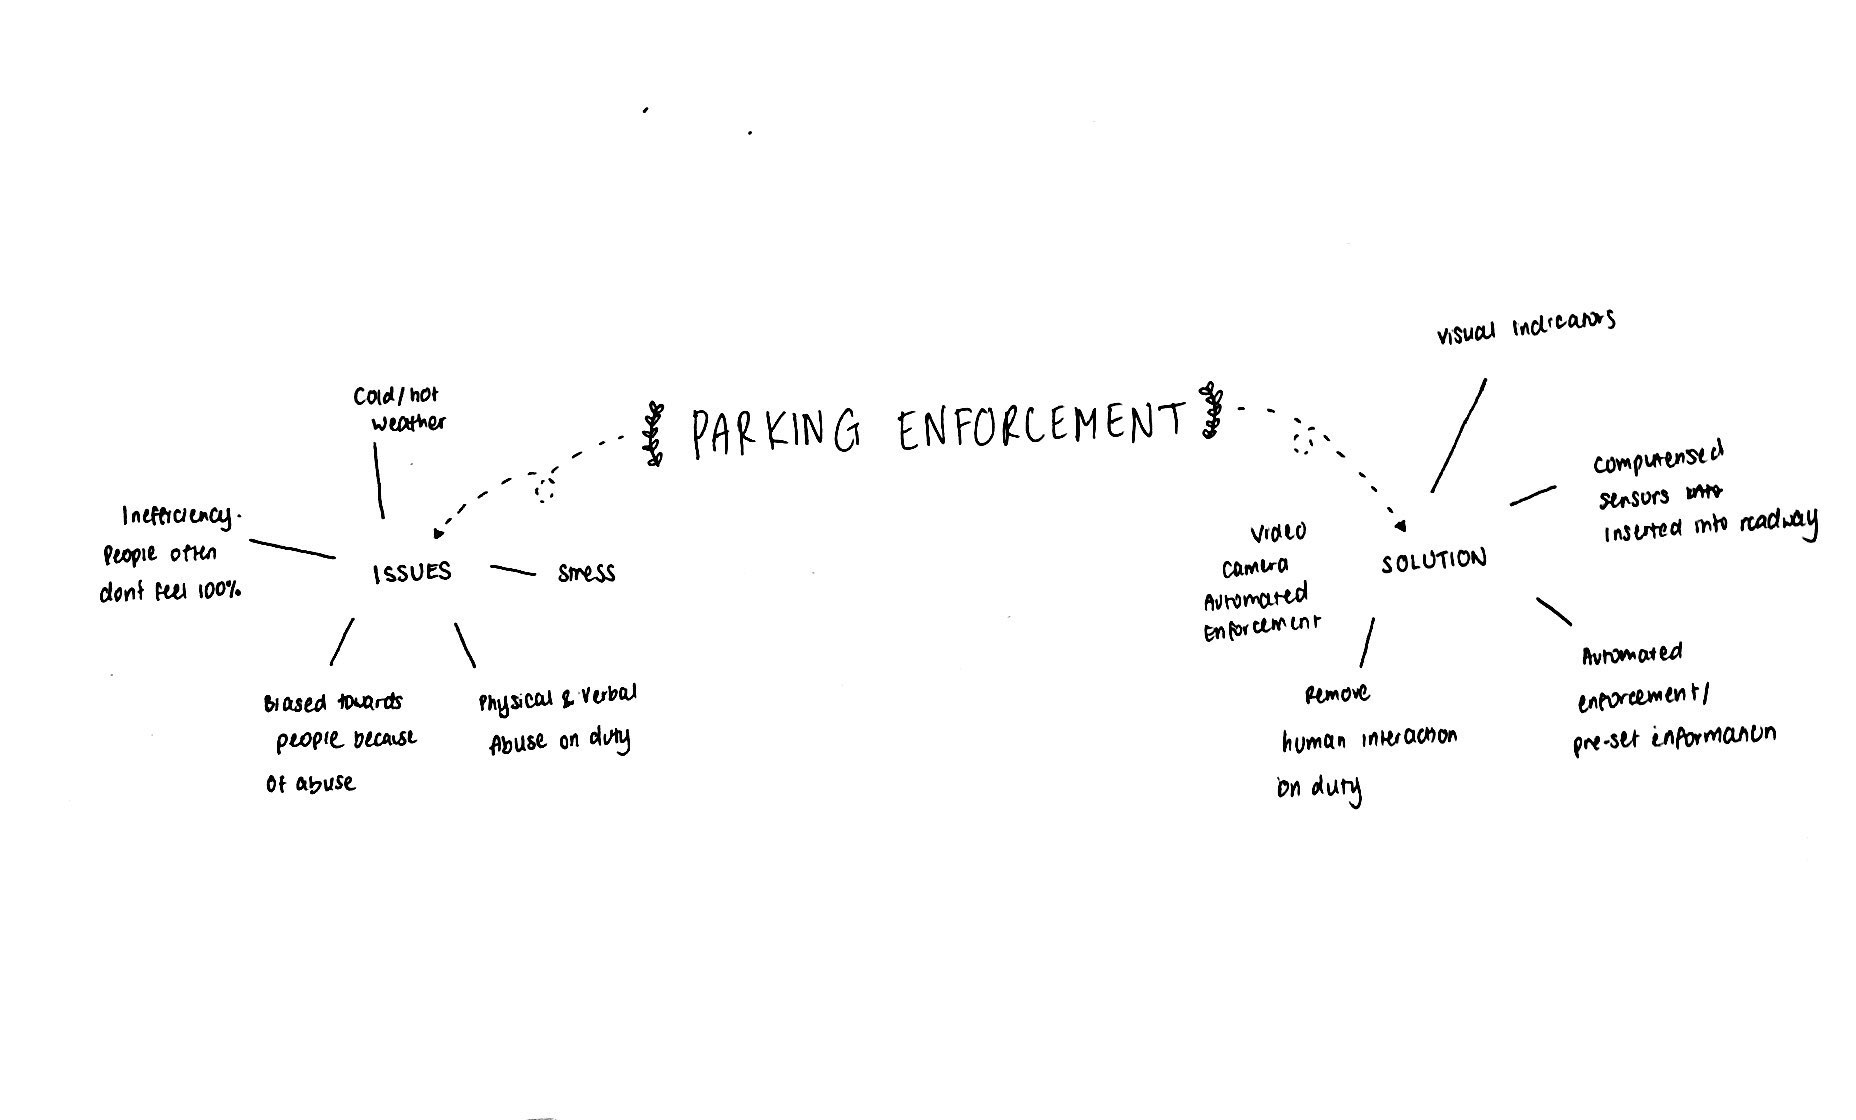 PARKING ENFORCEMENT
ISSUES
Cold/hot
weather
Inefficiency.
People often
don't feel 100%.
Stress
Biased towards
people because
of abuse
Physical & Verbal
Abuse on duty
SOLUTION
Visual Indicators
Computerised
sensors into
inserted into roadway
Video
Camera
Automated
Enforcement
Remove
human interaction
on duty
Automated
enforcement/
pre-set information